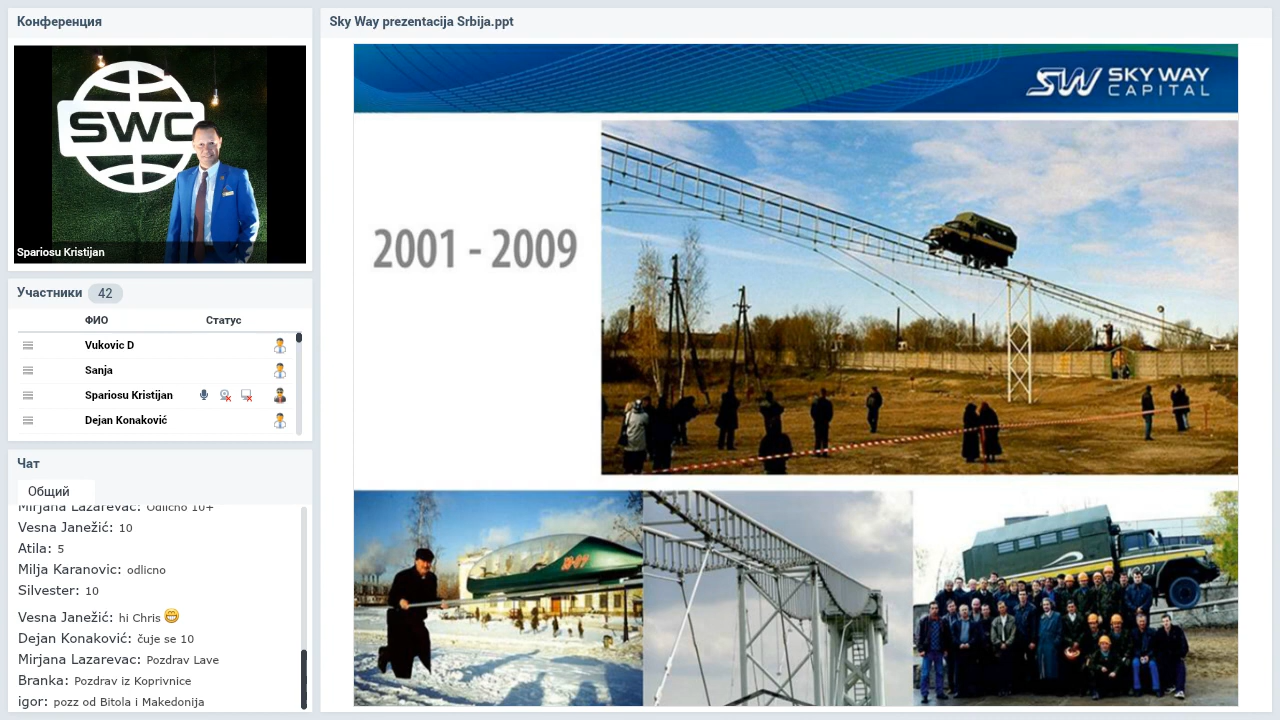 Конференция
SWC
Spariosu Kristijan
Участники 42
ФИО Статус
Vukovic D
Sanja
Spariosu Kristijan
Dejan Konaković
Чат
Общий
Mirjana Lazarevac: Odlicno 10+
Vesna Janežić: 10
Atila: 5
Milja Karanovic: odlicno
Silvester: 10
Vesna Janežić: hi Chris
Dejan Konaković: čuje se 10
Mirjana Lazarevac: Pozdrav Lave
Branka: Pozdrav iz Koprivnice
igor: pozz od Bitola i Makedonija
Sky Way prezentacija Srbija.ppt
SW SKY WAY
CAPITAL
2001 - 2009